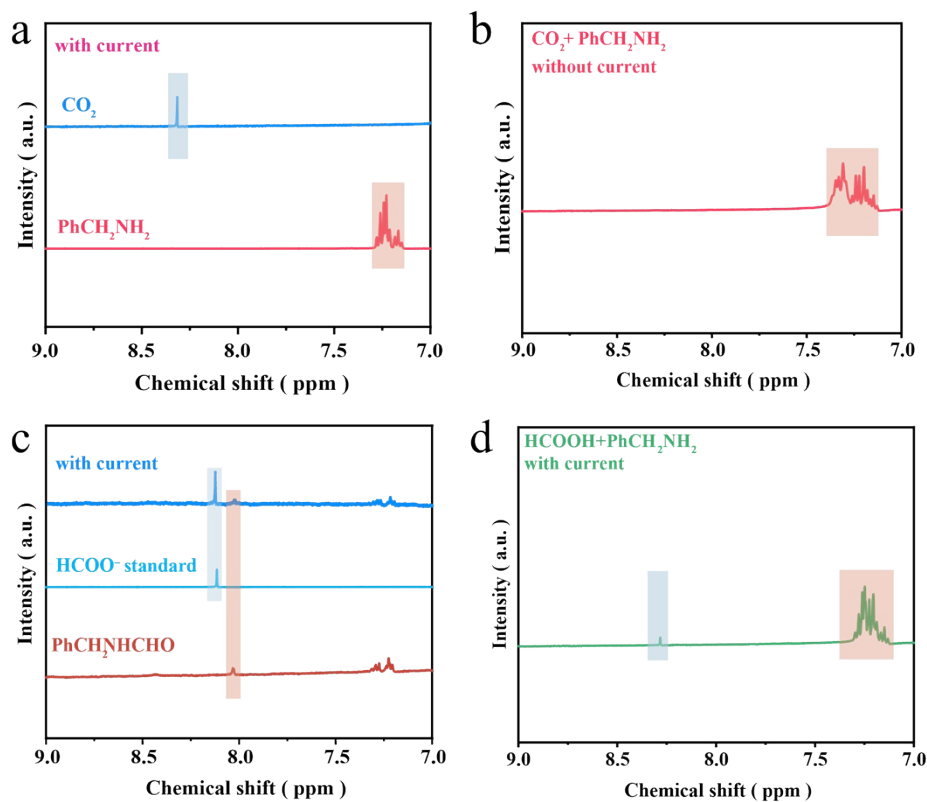 a
with current
CO₂
PhCH₂NH₂
Intensity ( a.u. )
9.0 8.5 8.0 7.5 7.0
Chemical shift ( ppm )
b
CO₂+ PhCH₂NH₂
without current
Intensity ( a.u. )
9.0 8.5 8.0 7.5 7.0
Chemical shift ( ppm )
c
with current
HCOO⁻ standard
PhCH₂NHCHO
Intensity ( a.u. )
9.0 8.5 8.0 7.5 7.0
Chemical shift ( ppm )
d
HCOOH+PhCH₂NH₂
with current
Intensity ( a.u. )
9.0 8.5 8.0 7.5 7.0
Chemical shift ( ppm )